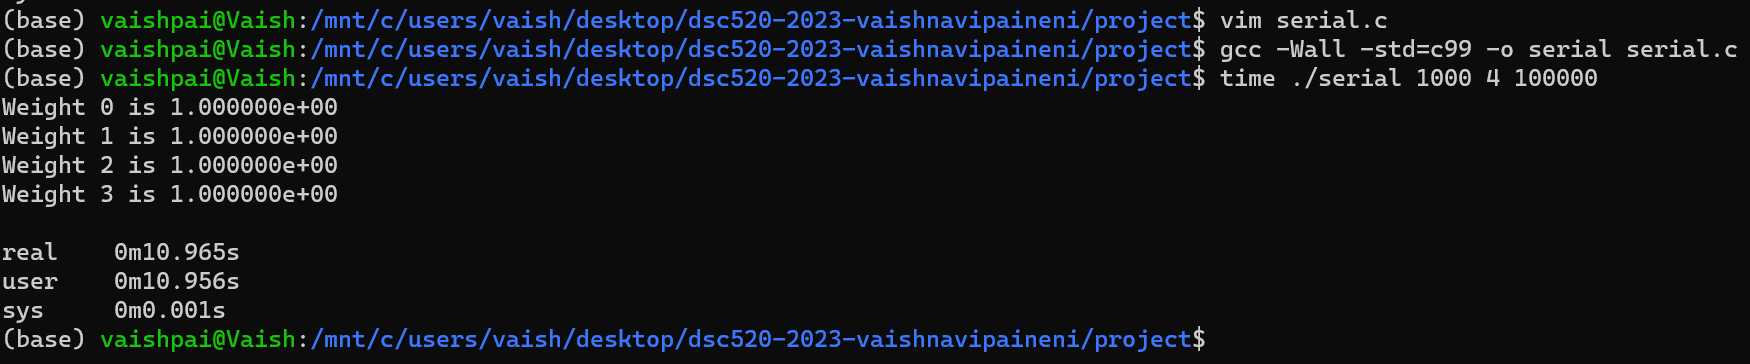 (base) vaishpai@Vaish:/mnt/c/users/vaish/desktop/dsc520-2023-vaishnavipaineni/project$ vim serial.c
(base) vaishpai@Vaish:/mnt/c/users/vaish/desktop/dsc520-2023-vaishnavipaineni/project$ gcc -Wall -std=c99 -o serial serial.c
(base) vaishpai@Vaish:/mnt/c/users/vaish/desktop/dsc520-2023-vaishnavipaineni/project$ time ./serial 1000 4 100000
Weight 0 is 1.000000e+00
Weight 1 is 1.000000e+00
Weight 2 is 1.000000e+00
Weight 3 is 1.000000e+00
real    0m10.965s
user    0m10.956s
sys     0m0.001s
(base) vaishpai@Vaish:/mnt/c/users/vaish/desktop/dsc520-2023-vaishnavipaineni/project$